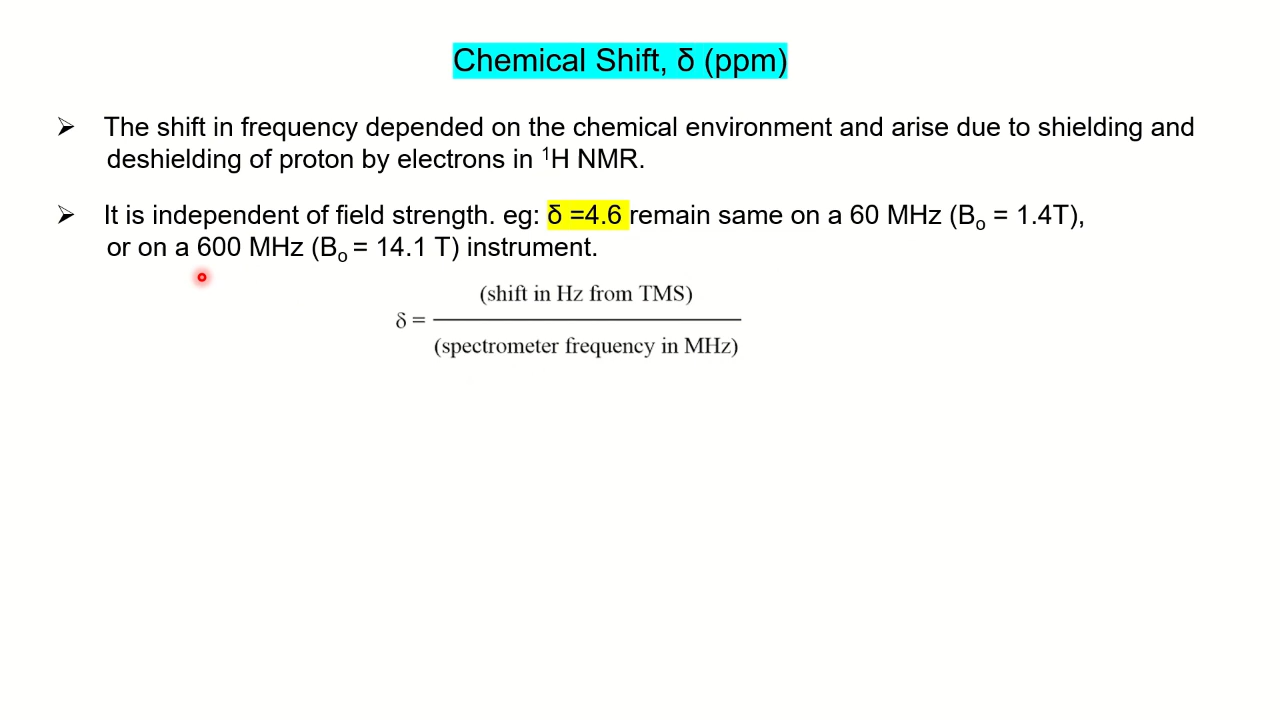 Chemical Shift, δ (ppm)
➢ The shift in frequency depended on the chemical environment and arise due to shielding and
deshielding of proton by electrons in ¹H NMR.
➢ It is independent of field strength. eg: δ =4.6 remain same on a 60 MHz (Bₒ = 1.4T),
or on a 600 MHz (Bₒ = 14.1 T) instrument.
(shift in Hz from TMS)
δ =
(spectrometer frequency in MHz)